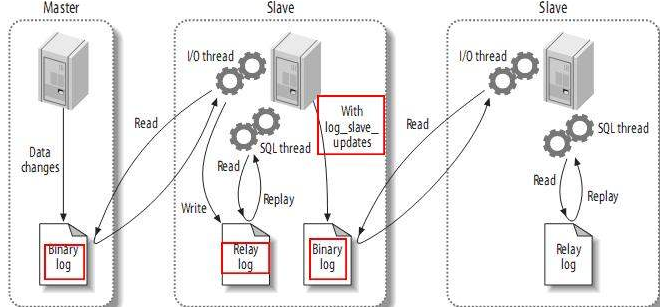 Master
Data
changes
Binary
log
Read
Slave
I/O thread
SQL thread
Read
Replay
Write
Relay
log
With
log_slave_
updates
Binary
log
Read
Slave
I/O thread
SQL thread
Read
Replay
Relay
log